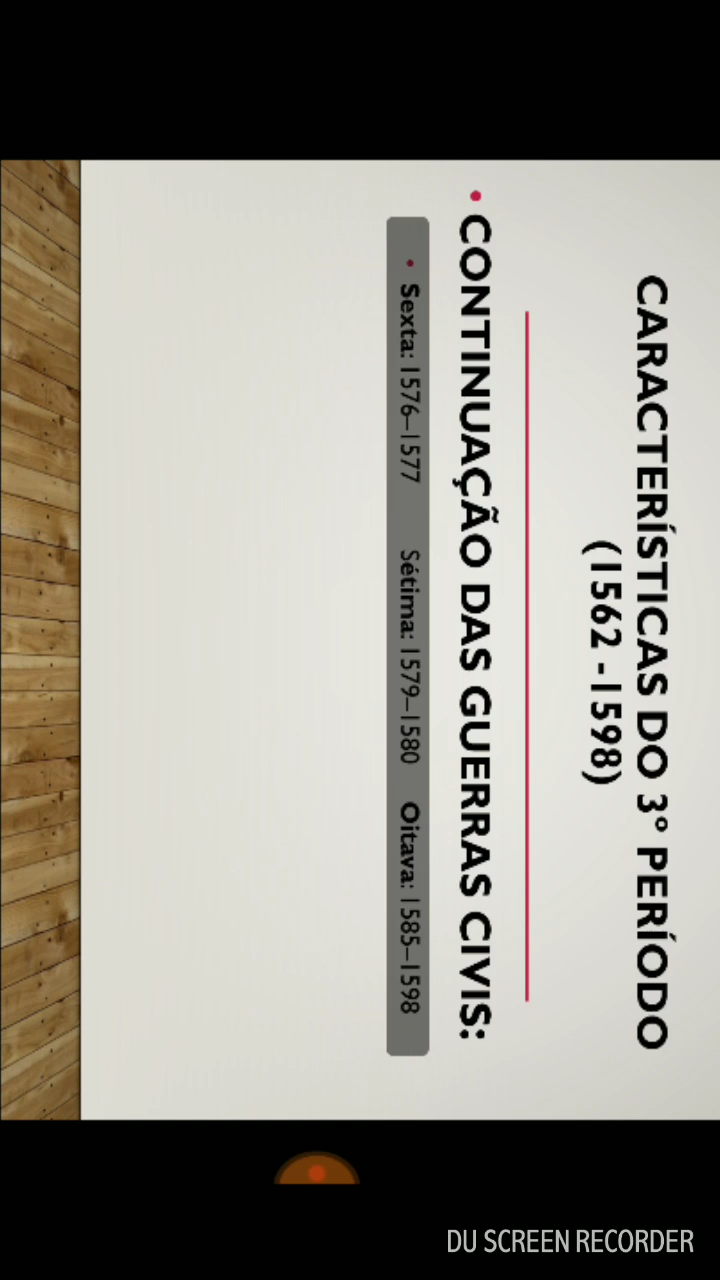 CARACTERÍSTICAS DO 3º PERÍODO
(1562 -1598)
• CONTINUAÇÃO DAS GUERRAS CIVIS:
• Sexta: 1576–1577 Sétima: 1579–1580 Oitava: 1585–1598
DU SCREEN RECORDER